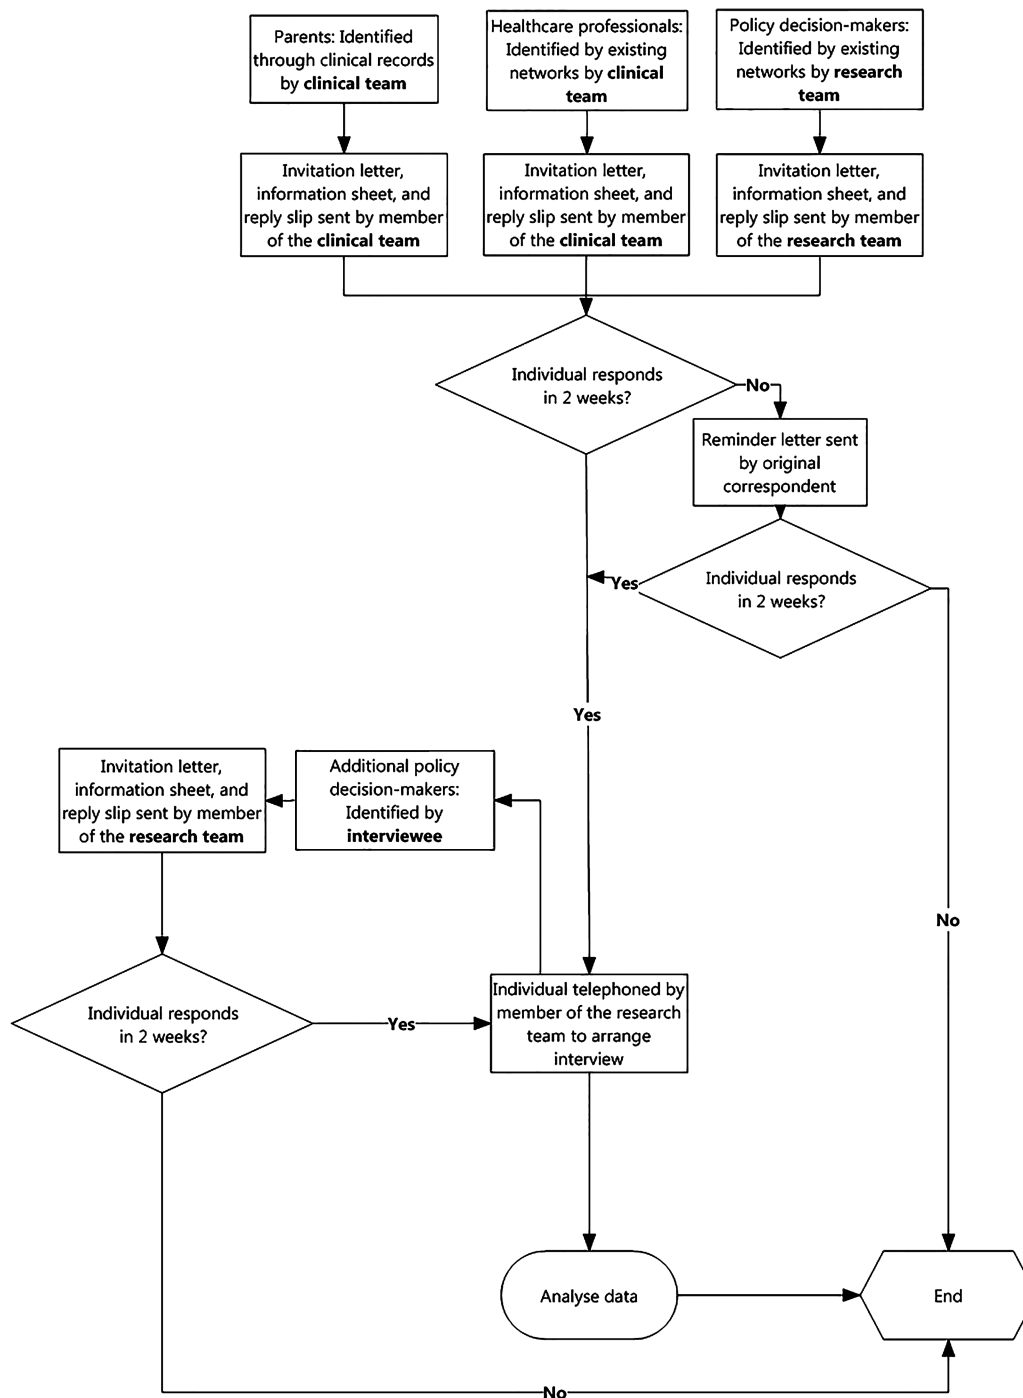 Parents: Identified
through clinical records
by clinical team
Healthcare professionals:
Identified by existing
networks by clinical
team
Policy decision-makers:
Identified by existing
networks by research
team
Invitation letter,
information sheet, and
reply slip sent by member
of the clinical team
Invitation letter,
information sheet, and
reply slip sent by member
of the clinical team
Invitation letter,
information sheet, and
reply slip sent by member
of the research team
Individual responds
in 2 weeks?
No
Reminder letter sent
by original
correspondent
Individual responds
in 2 weeks?
Yes
Yes
No
Invitation letter,
information sheet, and
reply slip sent by member
of the research team
Additional policy
decision-makers:
Identified by
interviewee
Individual responds
in 2 weeks?
Yes
Individual telephoned by
member of the research
team to arrange
interview
Analyse data
End
No